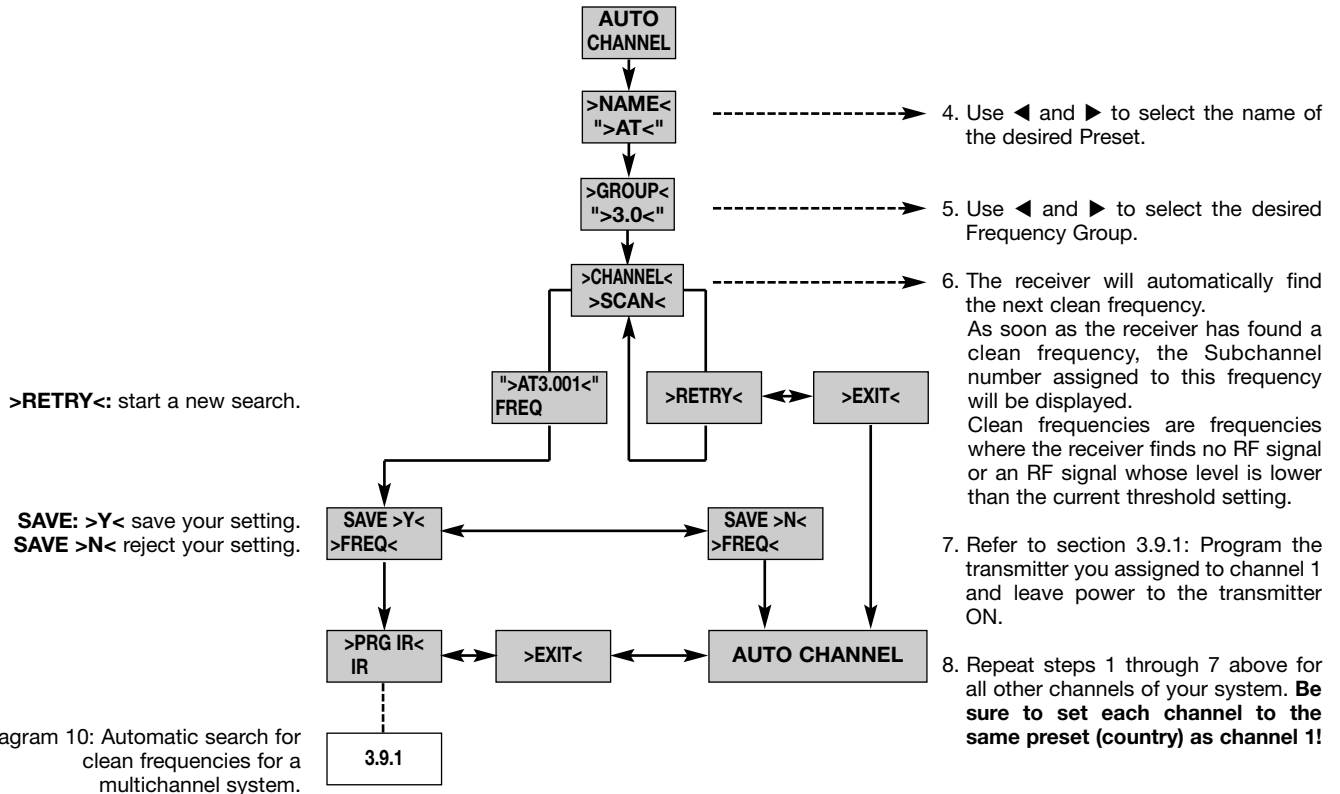 AUTO
CHANNEL
>NAME<
">AT<"
4. Use ◀ and ▶ to select the name of
the desired Preset.
>GROUP<
">3.0<"
5. Use ◀ and ▶ to select the desired
Frequency Group.
>CHANNEL<
>SCAN<
6. The receiver will automatically find
the next clean frequency.
As soon as the receiver has found a
clean frequency, the Subchannel
number assigned to this frequency
will be displayed.
Clean frequencies are frequencies
where the receiver finds no RF signal
or an RF signal whose level is lower
than the current threshold setting.
>RETRY<: start a new search.
">AT3.001<"
FREQ
>RETRY<
>EXIT<
SAVE: >Y< save your setting.
SAVE >N< reject your setting.
SAVE >Y<
>FREQ<
SAVE >N<
>FREQ<
7. Refer to section 3.9.1: Program the
transmitter you assigned to channel 1
and leave power to the transmitter
ON.
>PRG IR<
IR
>EXIT<
AUTO CHANNEL
8. Repeat steps 1 through 7 above for
all other channels of your system. Be
sure to set each channel to the
same preset (country) as channel 1!
agram 10: Automatic search for
clean frequencies for a
multichannel system.
3.9.1